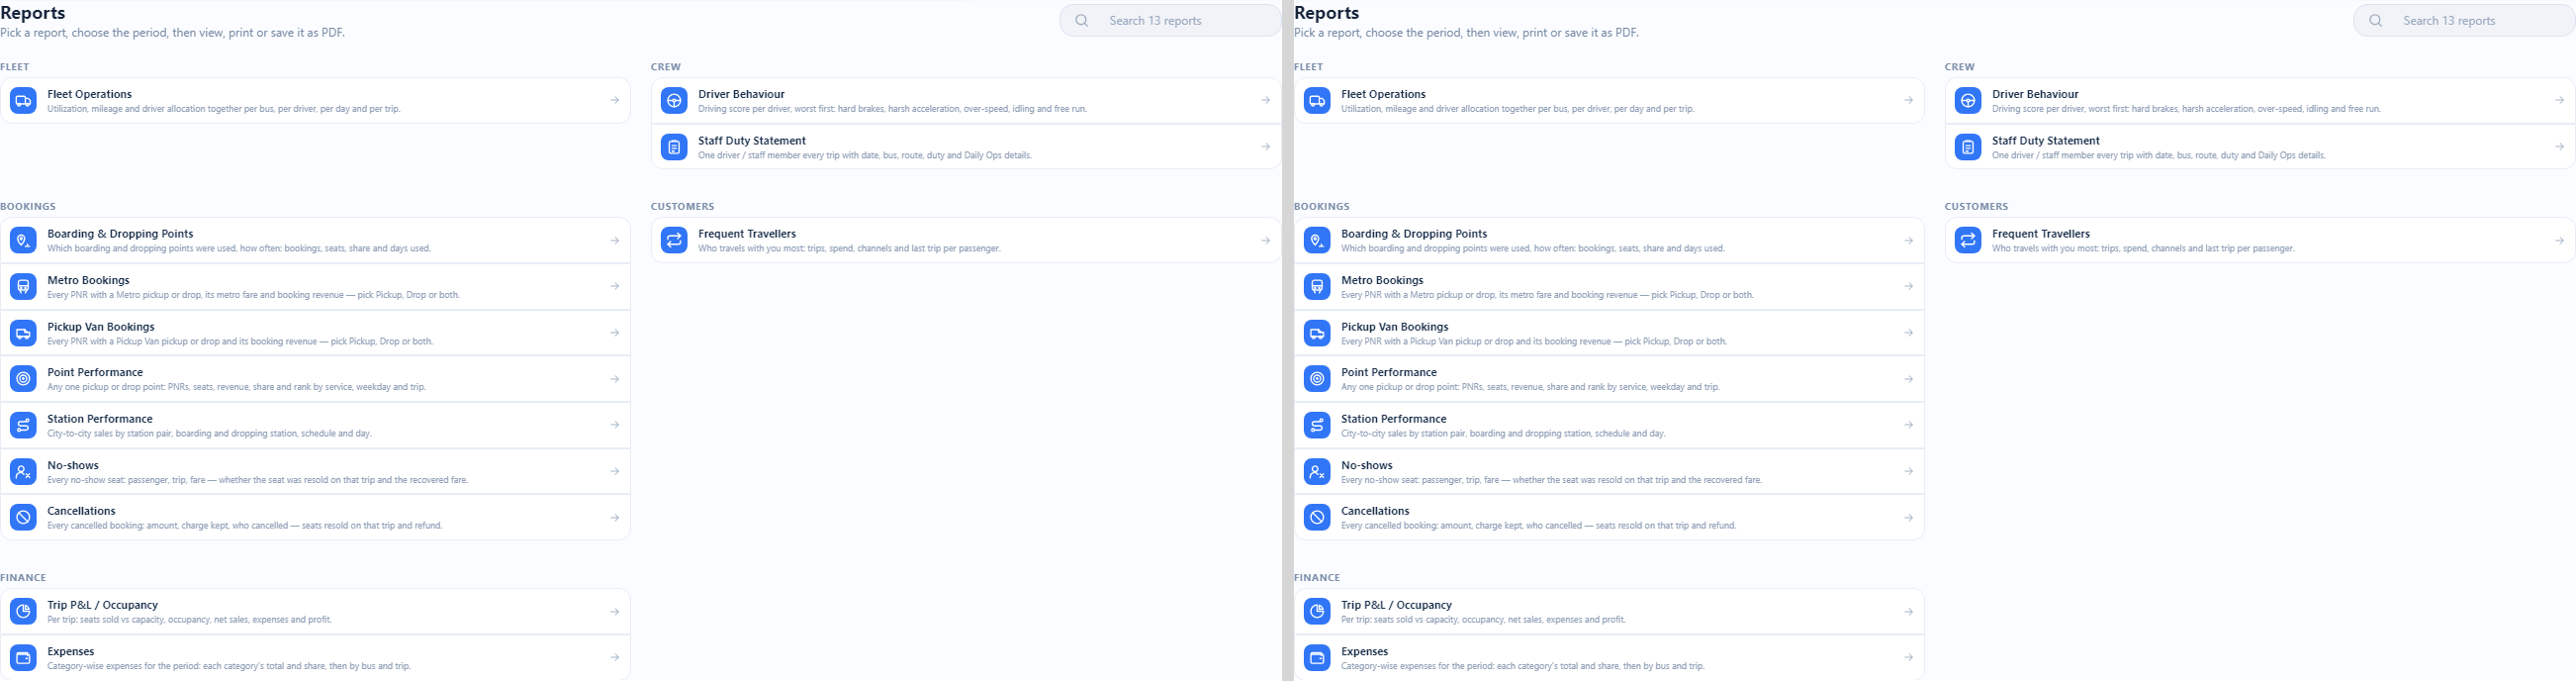 Reports
Search 13 reports
Pick a report, choose the period, then view, print or save it as PDF.
FLEET
Fleet Operations
Utilization, mileage and driver allocation together per bus, per driver, per day and per trip.
CREW
Driver Behaviour
Driving score per driver, worst first: hard brakes, harsh acceleration, over-speed, idling and free run.
Staff Duty Statement
One driver / staff member every trip with date, bus, route, duty and Daily Ops details.
BOOKINGS
Boarding & Dropping Points
Which boarding and dropping points were used, how often: bookings, seats, share and days used.
Metro Bookings
Every PNR with a Metro pickup or drop, its metro fare and booking revenue — pick Pickup, Drop or both.
Pickup Van Bookings
Every PNR with a Pickup Van pickup or drop and its booking revenue — pick Pickup, Drop or both.
Point Performance
Any one pickup or drop point: PNRs, seats, revenue, share and rank by service, weekday and trip.
Station Performance
City-to-city sales by station pair, boarding and dropping station, schedule and day.
No-shows
Every no-show seat: passenger, trip, fare — whether the seat was resold on that trip and the recovered fare.
Cancellations
Every cancelled booking: amount, charge kept, who cancelled — seats resold on that trip and refund.
CUSTOMERS
Frequent Travellers
Who travels with you most: trips, spend, channels and last trip per passenger.
FINANCE
Trip P&L / Occupancy
Per trip: seats sold vs capacity, occupancy, net sales, expenses and profit.
Expenses
Category-wise expenses for the period: each category's total and share, then by bus and trip.
Reports
Search 13 reports
Pick a report, choose the period, then view, print or save it as PDF.
FLEET
Fleet Operations
Utilization, mileage and driver allocation together per bus, per driver, per day and per trip.
CREW
Driver Behaviour
Driving score per driver, worst first: hard brakes, harsh acceleration, over-speed, idling and free run.
Staff Duty Statement
One driver / staff member every trip with date, bus, route, duty and Daily Ops details.
BOOKINGS
Boarding & Dropping Points
Which boarding and dropping points were used, how often: bookings, seats, share and days used.
Metro Bookings
Every PNR with a Metro pickup or drop, its metro fare and booking revenue — pick Pickup, Drop or both.
Pickup Van Bookings
Every PNR with a Pickup Van pickup or drop and its booking revenue — pick Pickup, Drop or both.
Point Performance
Any one pickup or drop point: PNRs, seats, revenue, share and rank by service, weekday and trip.
Station Performance
City-to-city sales by station pair, boarding and dropping station, schedule and day.
No-shows
Every no-show seat: passenger, trip, fare — whether the seat was resold on that trip and the recovered fare.
Cancellations
Every cancelled booking: amount, charge kept, who cancelled — seats resold on that trip and refund.
CUSTOMERS
Frequent Travellers
Who travels with you most: trips, spend, channels and last trip per passenger.
FINANCE
Trip P&L / Occupancy
Per trip: seats sold vs capacity, occupancy, net sales, expenses and profit.
Expenses
Category-wise expenses for the period: each category's total and share, then by bus and trip.